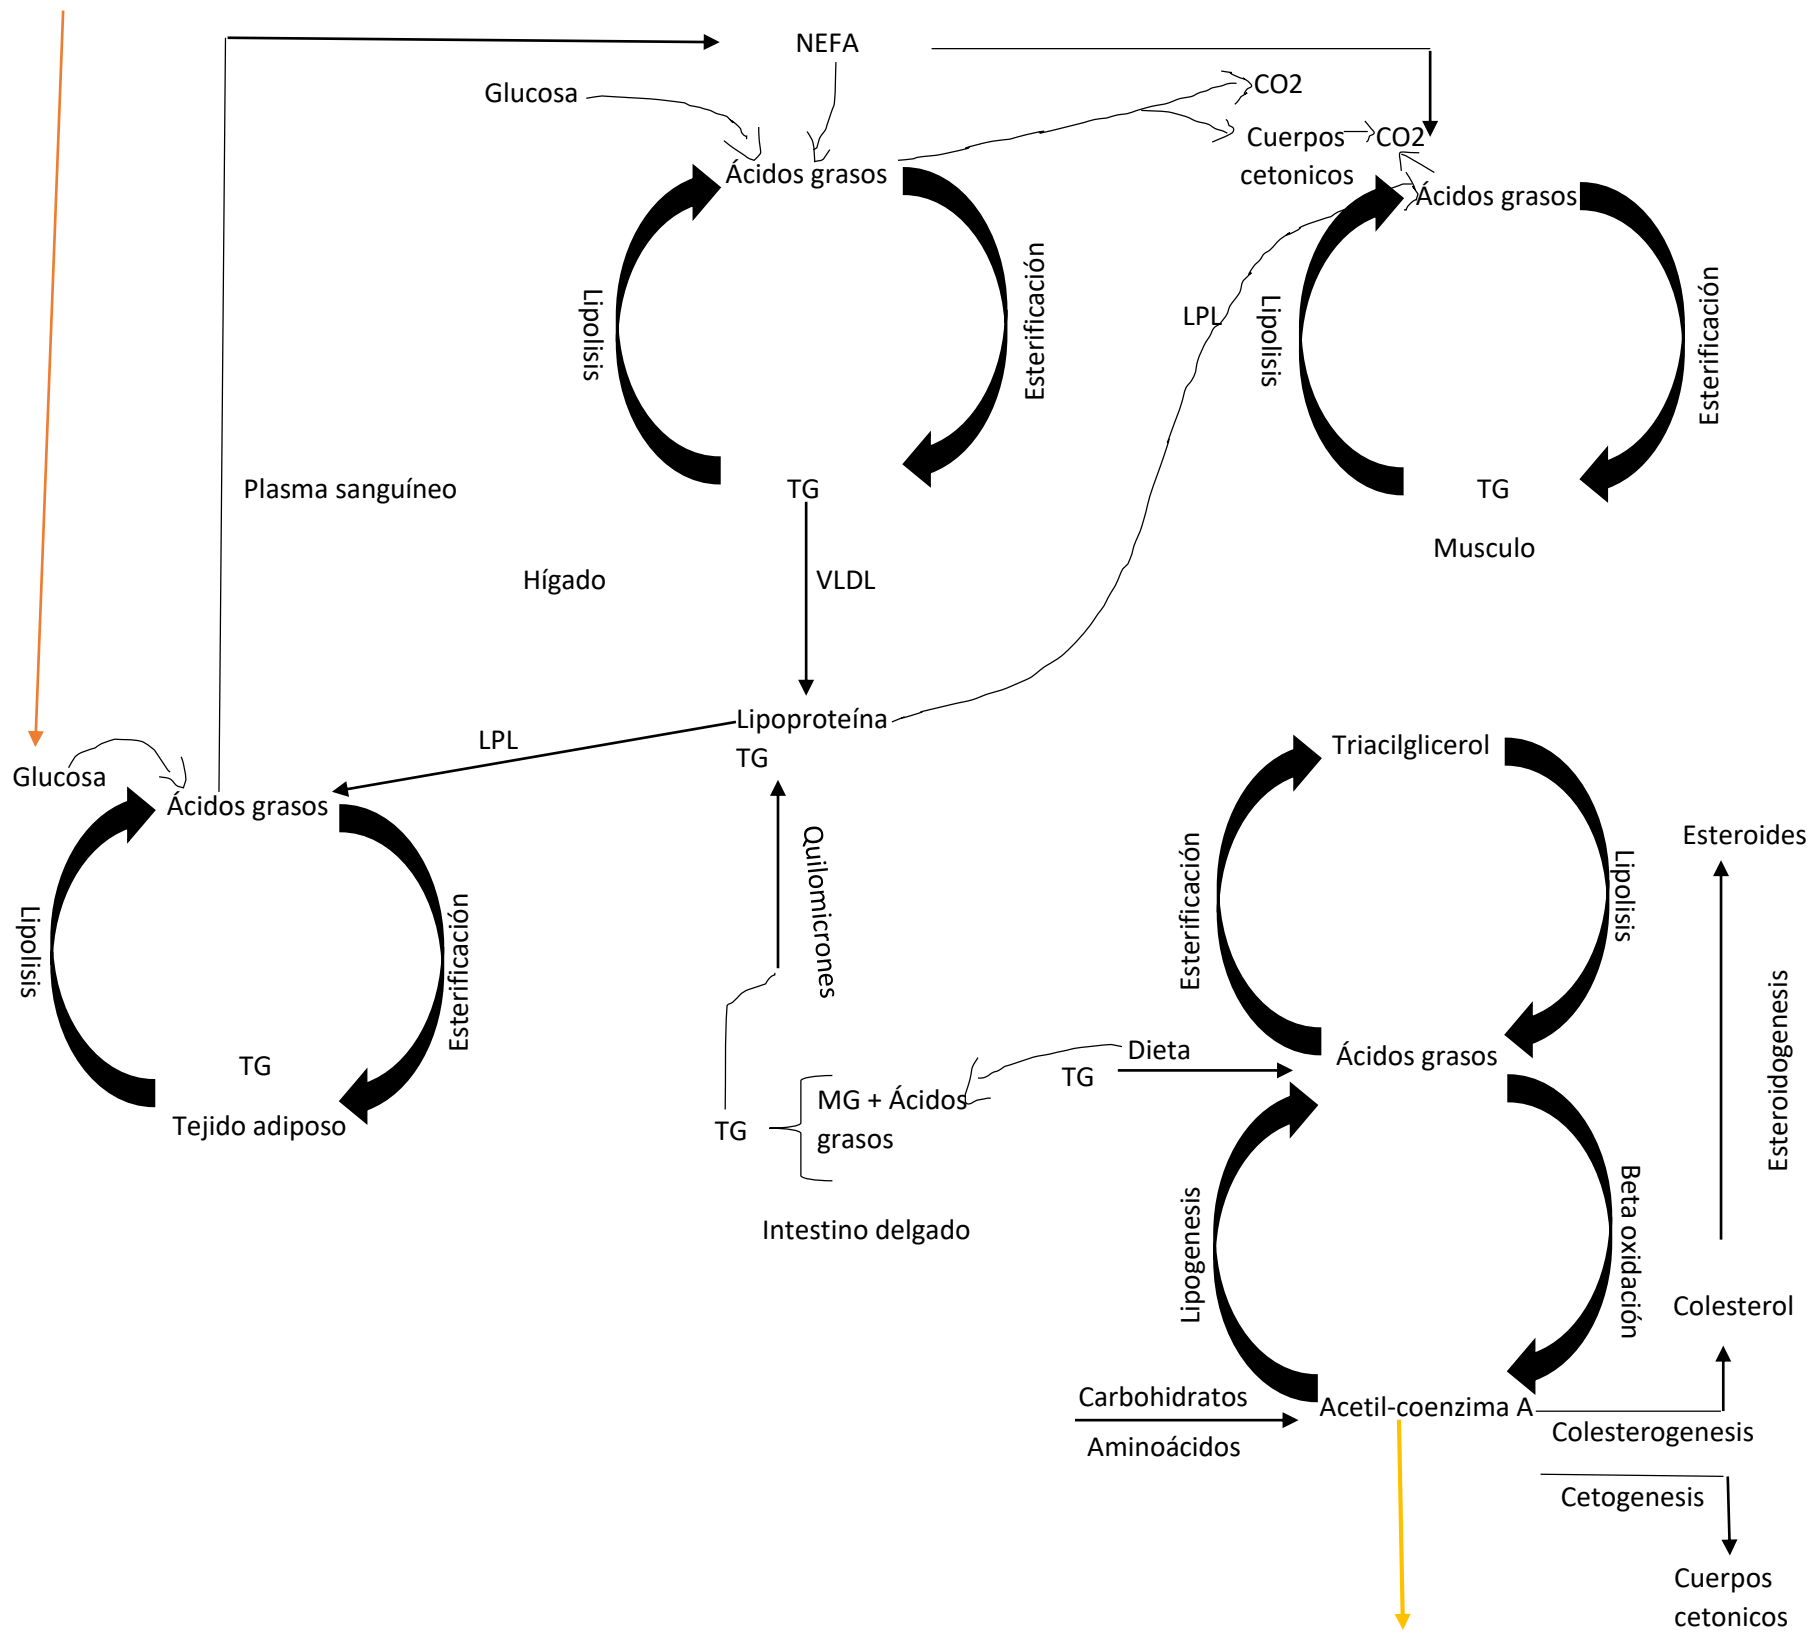 NEFA
Glucosa
CO2
Cuerpos
cetonicos
CO2
Ácidos grasos
Ácidos grasos
Lipolisis
Esterificación
LPL
Lipolisis
Esterificación
Plasma sanguíneo
TG
TG
Musculo
Hígado
VLDL
Lipoproteína
TG
LPL
Glucosa
Ácidos grasos
Triacilglicerol
Quilomicrones
Esterificación
Lipolisis
Esteroides
Lipolisis
Esterificación
Esteroidogenesis
TG
Tejido adiposo
Dieta
TG
Ácidos grasos
TG
MG + Ácidos
grasos
Intestino delgado
Lipogenesis
Beta oxidación
Colesterol
Carbohidratos
Aminoácidos
Acetil-coenzima A
Colesterogenesis
Cetogenesis
Cuerpos
cetonicos